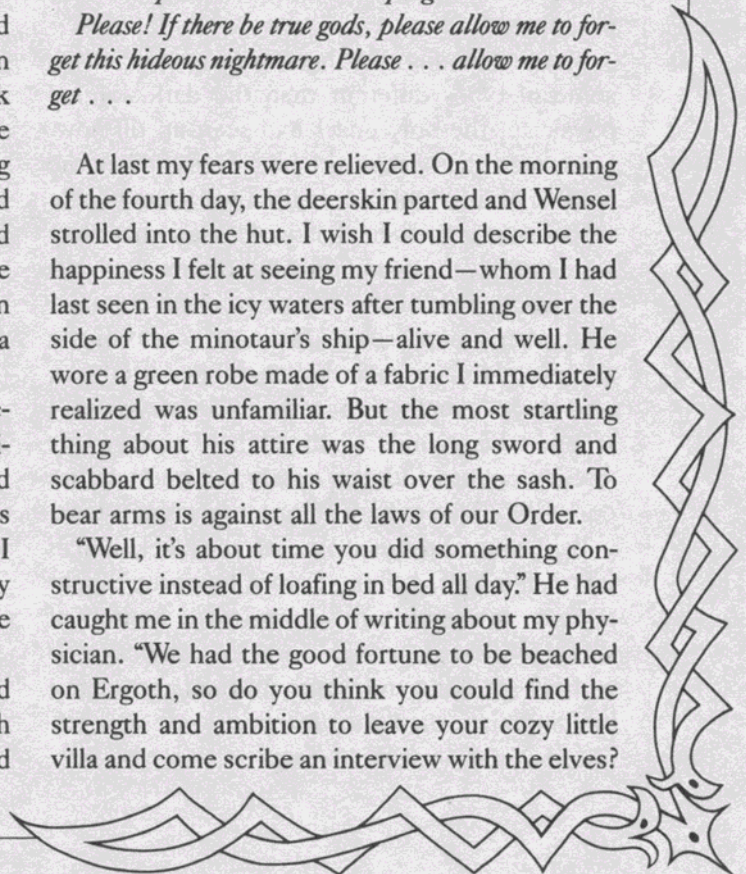 Please! If there be true gods, please allow me to for-
get this hideous nightmare. Please . . . allow me to for-
get . . .
At last my fears were relieved. On the morning
of the fourth day, the deerskin parted and Wensel
strolled into the hut. I wish I could describe the
happiness I felt at seeing my friend—whom I had
last seen in the icy waters after tumbling over the
side of the minotaur's ship—alive and well. He
wore a green robe made of a fabric I immediately
realized was unfamiliar. But the most startling
thing about his attire was the long sword and
scabbard belted to his waist over the sash. To
bear arms is against all the laws of our Order.
“Well, it's about time you did something con-
structive instead of loafing in bed all day.” He had
caught me in the middle of writing about my phy-
sician. “We had the good fortune to be beached
on Ergoth, so do you think you could find the
strength and ambition to leave your cozy little
villa and come scribe an interview with the elves?